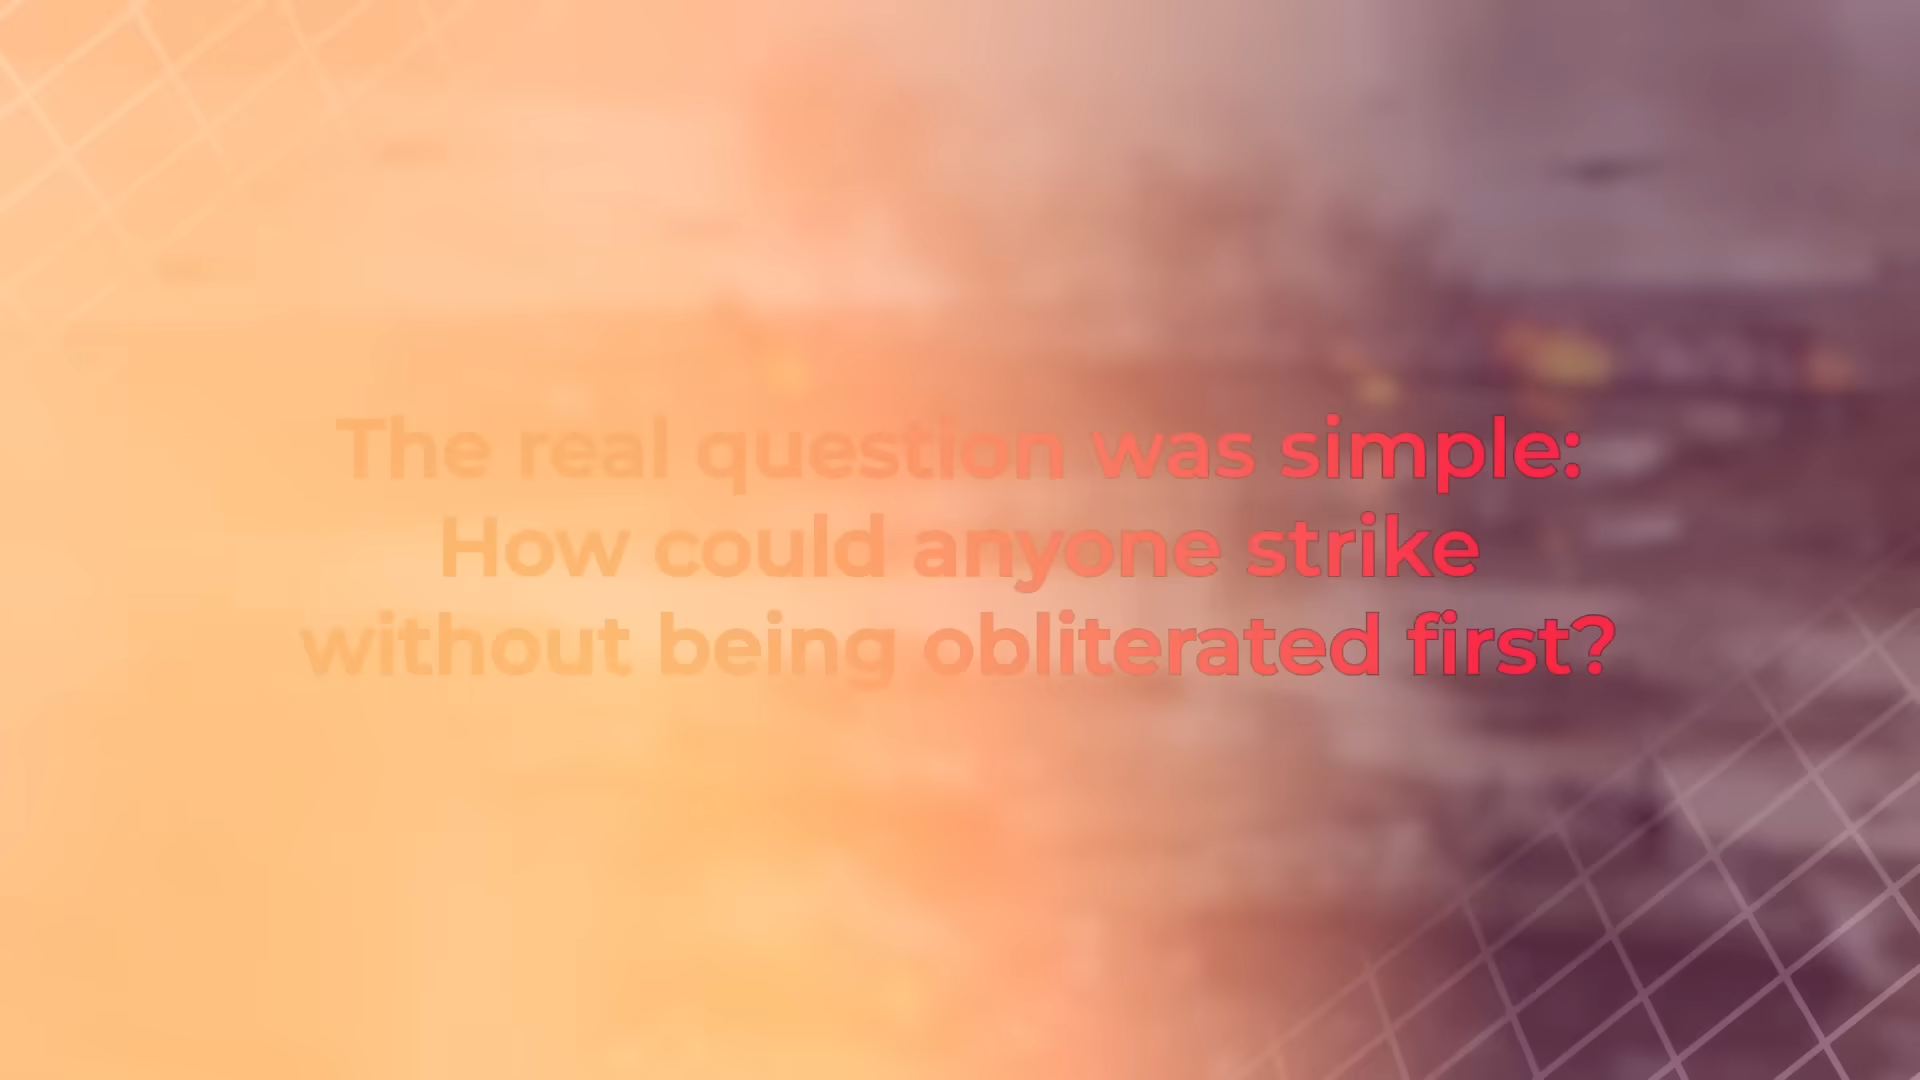 The real question was simple:
How could anyone strike
without being obliterated first?